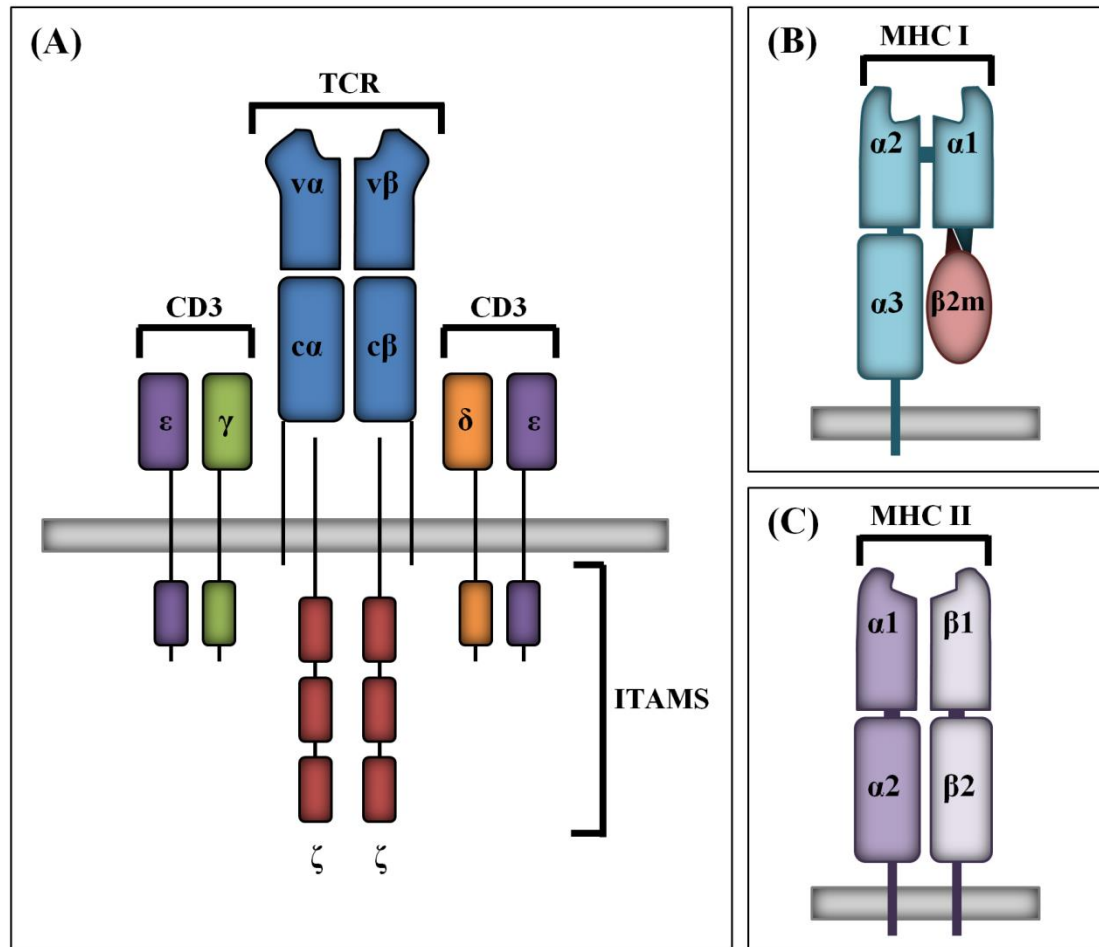 (A)
TCR
vα vβ
CD3 cα cβ CD3
ε γ δ ε
ITAMS
ζ ζ
(B)
MHC I
α2 α1
α3 β2m
(C)
MHC II
α1 β1
α2 β2